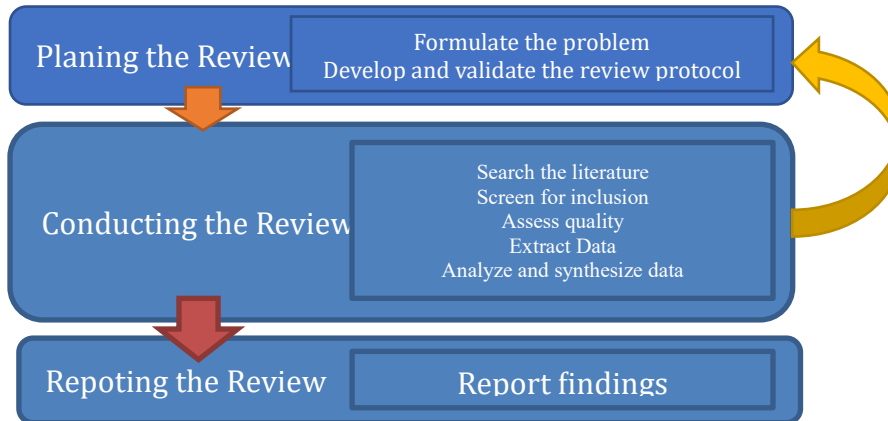 Planing the Review
Formulate the problem
Develop and validate the review protocol
Conducting the Review
Search the literature
Screen for inclusion
Assess quality
Extract Data
Analyze and synthesize data
Repoting the Review
Report findings